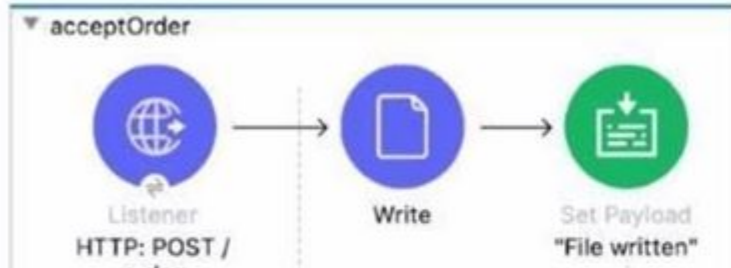 acceptOrder
Listener
Write
Set Payload
HTTP: POST /
"File written"